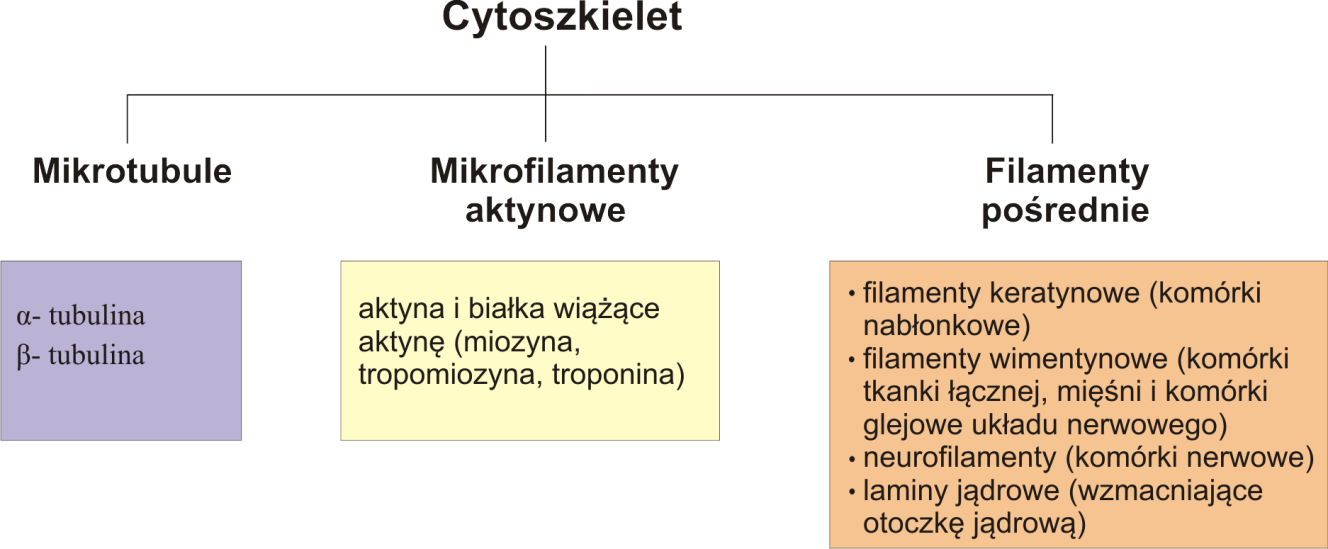 Cytoszkielet
Mikrotubule
Mikrofilamenty
aktynowe
Filamenty
pośrednie
α- tubulina
β- tubulina
aktyna i białka wiążące
aktynę (miozyna,
tropomiozyna, troponina)
• filamenty keratynowe (komórki
nabłonkowe)
• filamenty wimentynowe (komórki
tkanki łącznej, mięśni i komórki
glejowe układu nerwowego)
• neurofilamenty (komórki nerwowe)
• laminy jądrowe (wzmacniające
otoczkę jądrową)